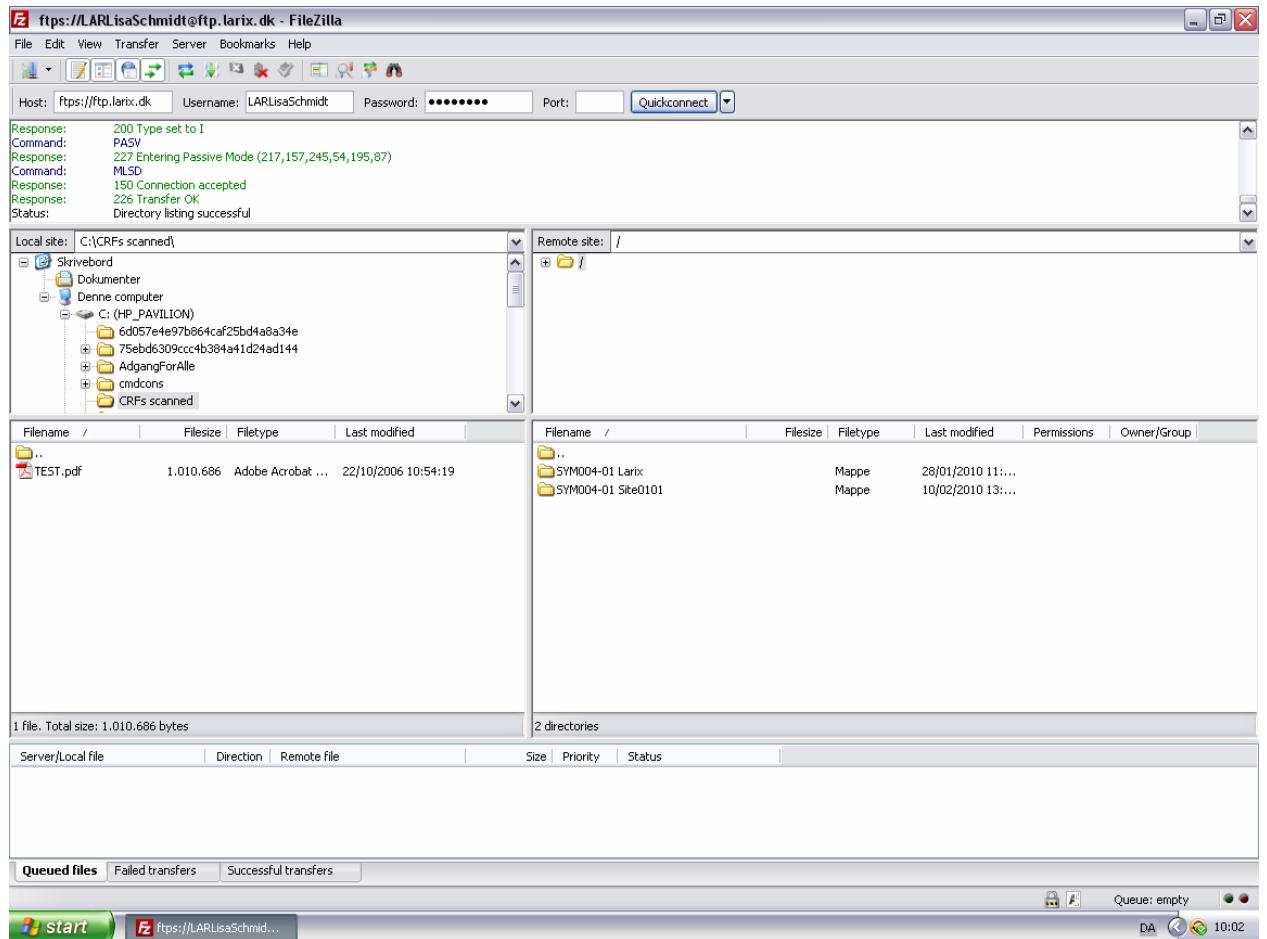 ftps://LARLisaSchmidt@ftp.larix.dk - FileZilla
File Edit View Transfer Server Bookmarks Help
Host: ftps://ftp.larix.dk Username: LARLisaSchmidt Password: ●●●●●●●● Port: Quickconnect
Response: 200 Type set to I
Command: PASV
Response: 227 Entering Passive Mode (217,157,245,54,195,87)
Command: MLSD
Response: 150 Connection accepted
Response: 226 Transfer OK
Status: Directory listing successful
Local site: C:\CRFs scanned\
Skrivebord
Dokumenter
Denne computer
C: (HP_PAVILION)
6d057e4e97b864caf25bd4a8a34e
75ebd6309ccc4b384a41d24ad144
AdgangForAlle
cmdcons
CRFs scanned
Remote site: /
/
Filename / Filesize Filetype Last modified
..
TEST.pdf 1.010.686 Adobe Acrobat ... 22/10/2006 10:54:19
1 file. Total size: 1.010.686 bytes
Filename / Filesize Filetype Last modified Permissions Owner/Group
..
SYM004-01 Larix Mappe 28/01/2010 11:...
SYM004-01 Site0101 Mappe 10/02/2010 13:...
2 directories
Server/Local file Direction Remote file Size Priority Status
Queued files Failed transfers Successful transfers
Queue: empty
start ftps://LARLisaSchmid... DA 10:02